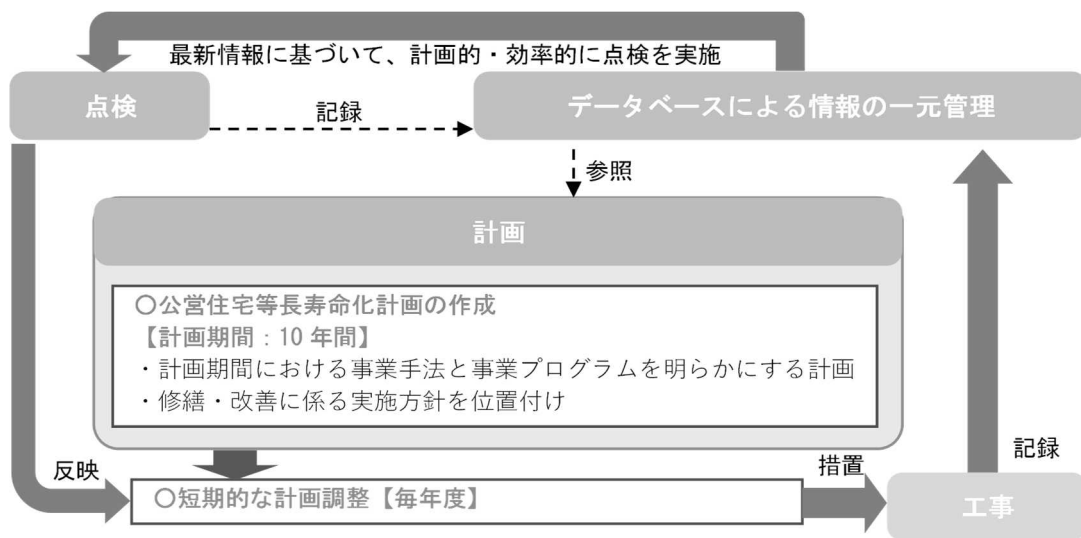 最新情報に基づいて、計画的・効率的に点検を実施
点検
記録
データベースによる情報の一元管理
参照
計画
〇公営住宅等長寿命化計画の作成
【計画期間：10 年間】
・計画期間における事業手法と事業プログラムを明らかにする計画
・修繕・改善に係る実施方針を位置付け
反映
〇短期的な計画調整【毎年度】
措置
工事
記録